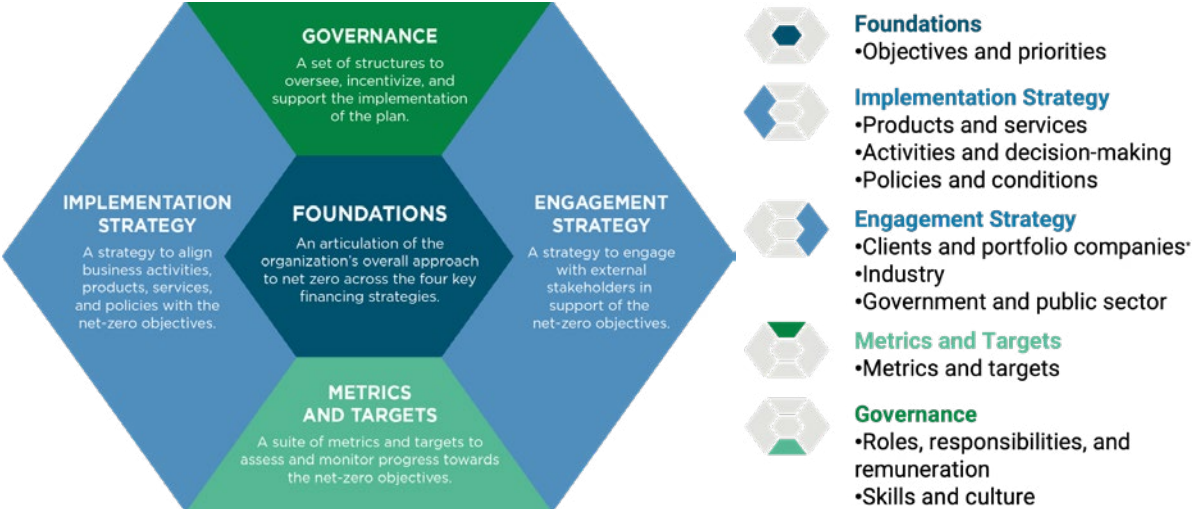 GOVERNANCE
A set of structures to
oversee, incentivize, and
support the implementation
of the plan.
IMPLEMENTATION
STRATEGY
A strategy to align
business activities,
products, services,
and policies with the
net-zero objectives.
FOUNDATIONS
An articulation of the
organization's overall approach
to net zero across the four key
financing strategies.
ENGAGEMENT
STRATEGY
A strategy to engage
with external
stakeholders in
support of the
net-zero objectives.
METRICS
AND TARGETS
A suite of metrics and targets to
assess and monitor progress towards
the net-zero objectives.
Foundations
•Objectives and priorities
Implementation Strategy
•Products and services
•Activities and decision-making
•Policies and conditions
Engagement Strategy
•Clients and portfolio companies*
•Industry
•Government and public sector
Metrics and Targets
•Metrics and targets
Governance
•Roles, responsibilities, and
remuneration
•Skills and culture